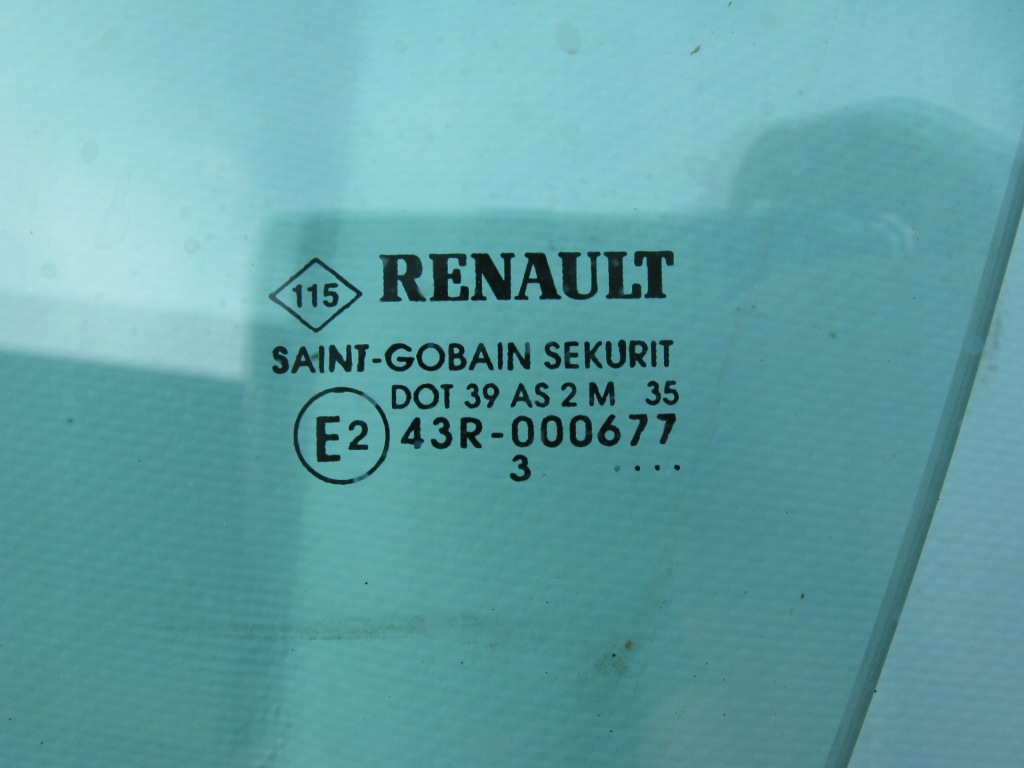 115 RENAULT
SAINT-GOBAIN SEKURIT
DOT 39 AS 2 M 35
E2 43R-000677
3 ....